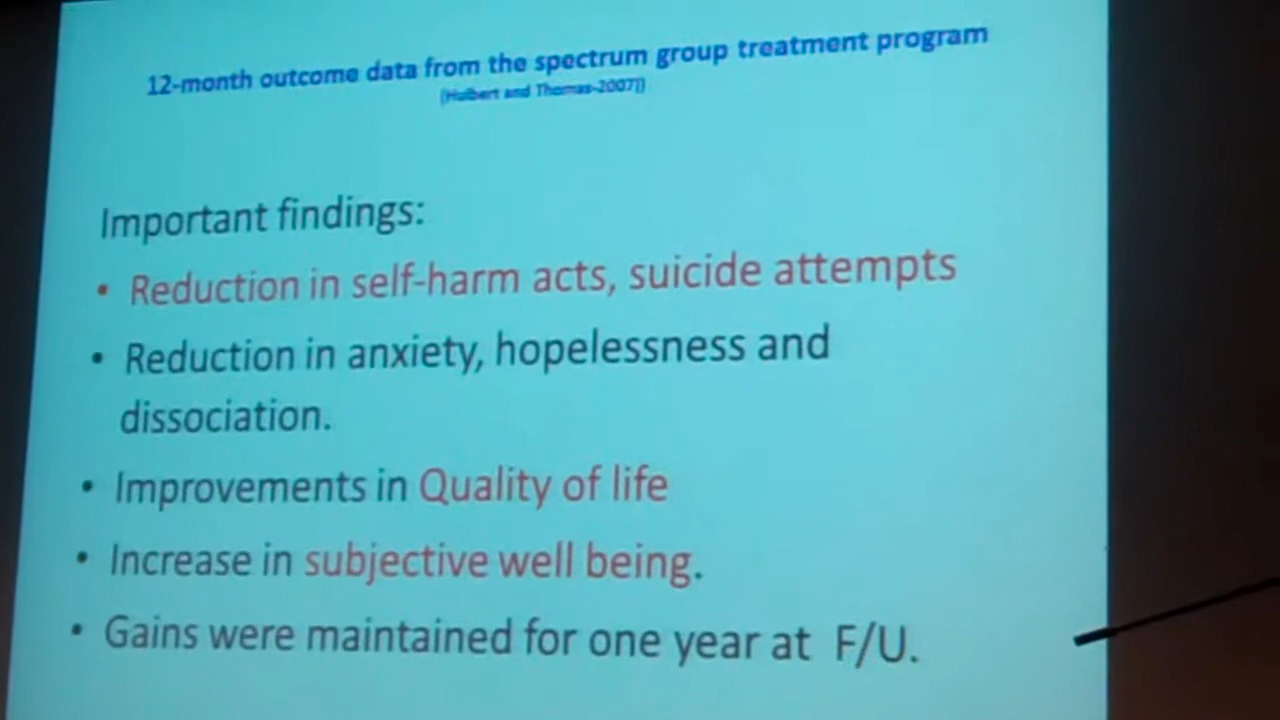 12-month outcome data from the spectrum group treatment program
(Hulbert and Thomas-2007))
Important findings:
• Reduction in self-harm acts, suicide attempts
• Reduction in anxiety, hopelessness and
dissociation.
• Improvements in Quality of life
• Increase in subjective well being.
• Gains were maintained for one year at F/U.